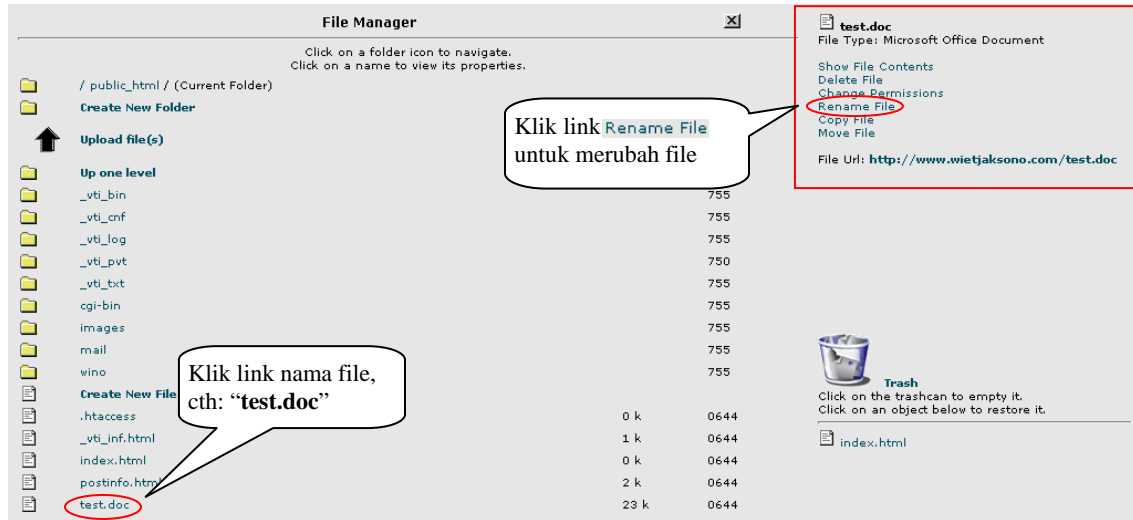 File Manager
Click on a folder icon to navigate.
Click on a name to view its properties.
/ public_html / (Current Folder)
Create New Folder
Upload file(s)
Up one level
_vti_bin 755
_vti_cnf 755
_vti_log 755
_vti_pvt 750
_vti_txt 755
cgi-bin 755
images 755
mail 755
wino 755
Create New File
.htaccess 0 k 0644
_vti_inf.html 1 k 0644
index.html 0 k 0644
postinfo.html 2 k 0644
test.doc 23 k 0644
Klik link nama file,
cth: “test.doc”
Klik link Rename File
untuk merubah file
test.doc
File Type: Microsoft Office Document
Show File Contents
Delete File
Change Permissions
Rename File
Copy File
Move File
File Url: http://www.wietjaksono.com/test.doc
Trash
Click on the trashcan to empty it.
Click on an object below to restore it.
index.html